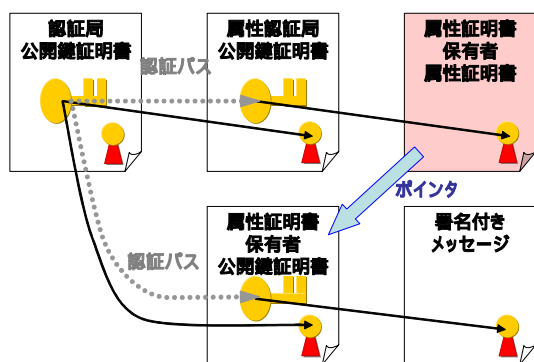 認証局
公開鍵証明書
属性認証局
公開鍵証明書
属性証明書
保有者
属性証明書
認証パス
ポインタ
属性証明書
保有者
公開鍵証明書
署名付き
メッセージ
認証パス